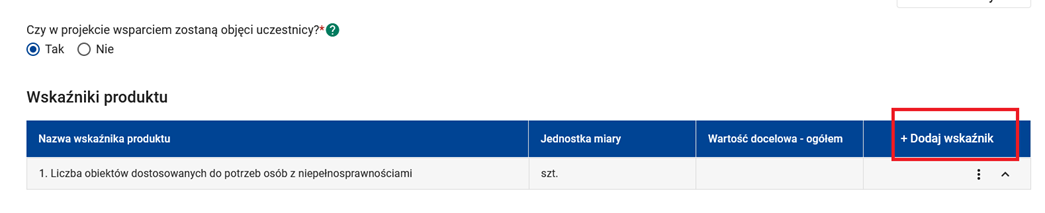 Czy w projekcie wsparciem zostaną objęci uczestnicy?*?
Tak Nie
Wskaźniki produktu
Nazwa wskaźnika produktu Jednostka miary Wartość docelowa - ogółem + Dodaj wskaźnik
1. Liczba obiektów dostosowanych do potrzeb osób z niepełnosprawnościami szt.